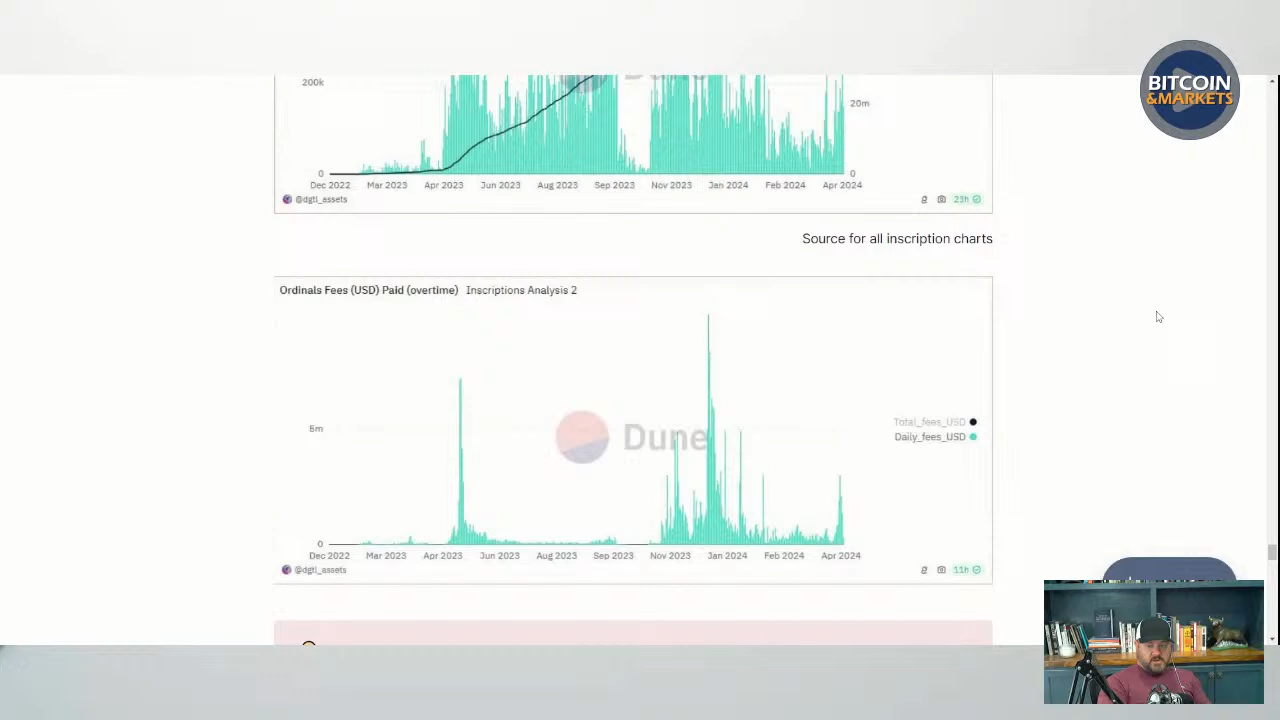 BITCOIN
&MARKETS
200k
20m
0
0
Dec 2022 Mar 2023 Apr 2023 Jun 2023 Aug 2023 Sep 2023 Nov 2023 Jan 2024 Feb 2024 Apr 2024
@dgtl_assets
23h
Source for all inscription charts
Ordinals Fees (USD) Paid (overtime) Inscriptions Analysis 2
Total_fees_USD
5m
Dune
Daily_fees_USD
0
Dec 2022 Mar 2023 Apr 2023 Jun 2023 Aug 2023 Sep 2023 Nov 2023 Jan 2024 Feb 2024 Apr 2024
@dgtl_assets
11h